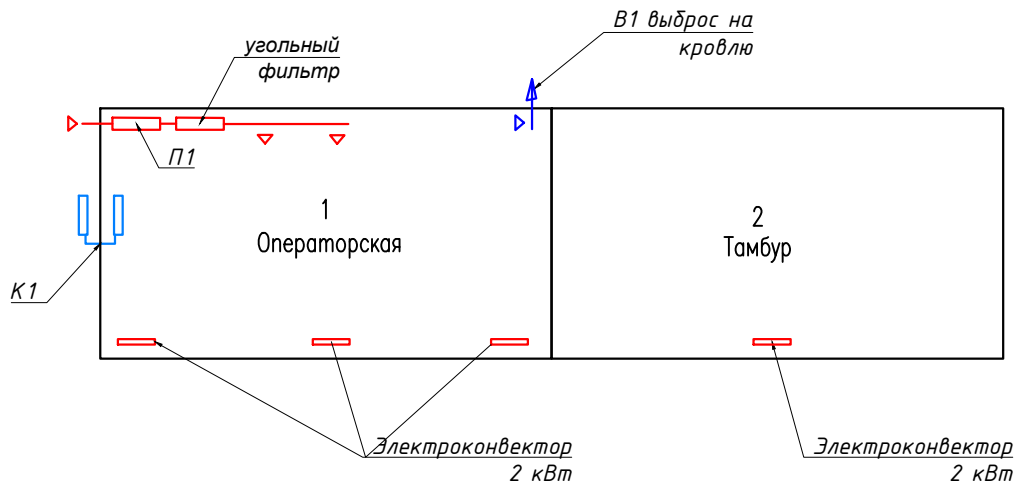 В1 выброс на
кровлю
угольный
фильтр
П1
1
Операторская
2
Тамбур
К1
Электроконвектор
2 кВт
Электроконвектор
2 кВт